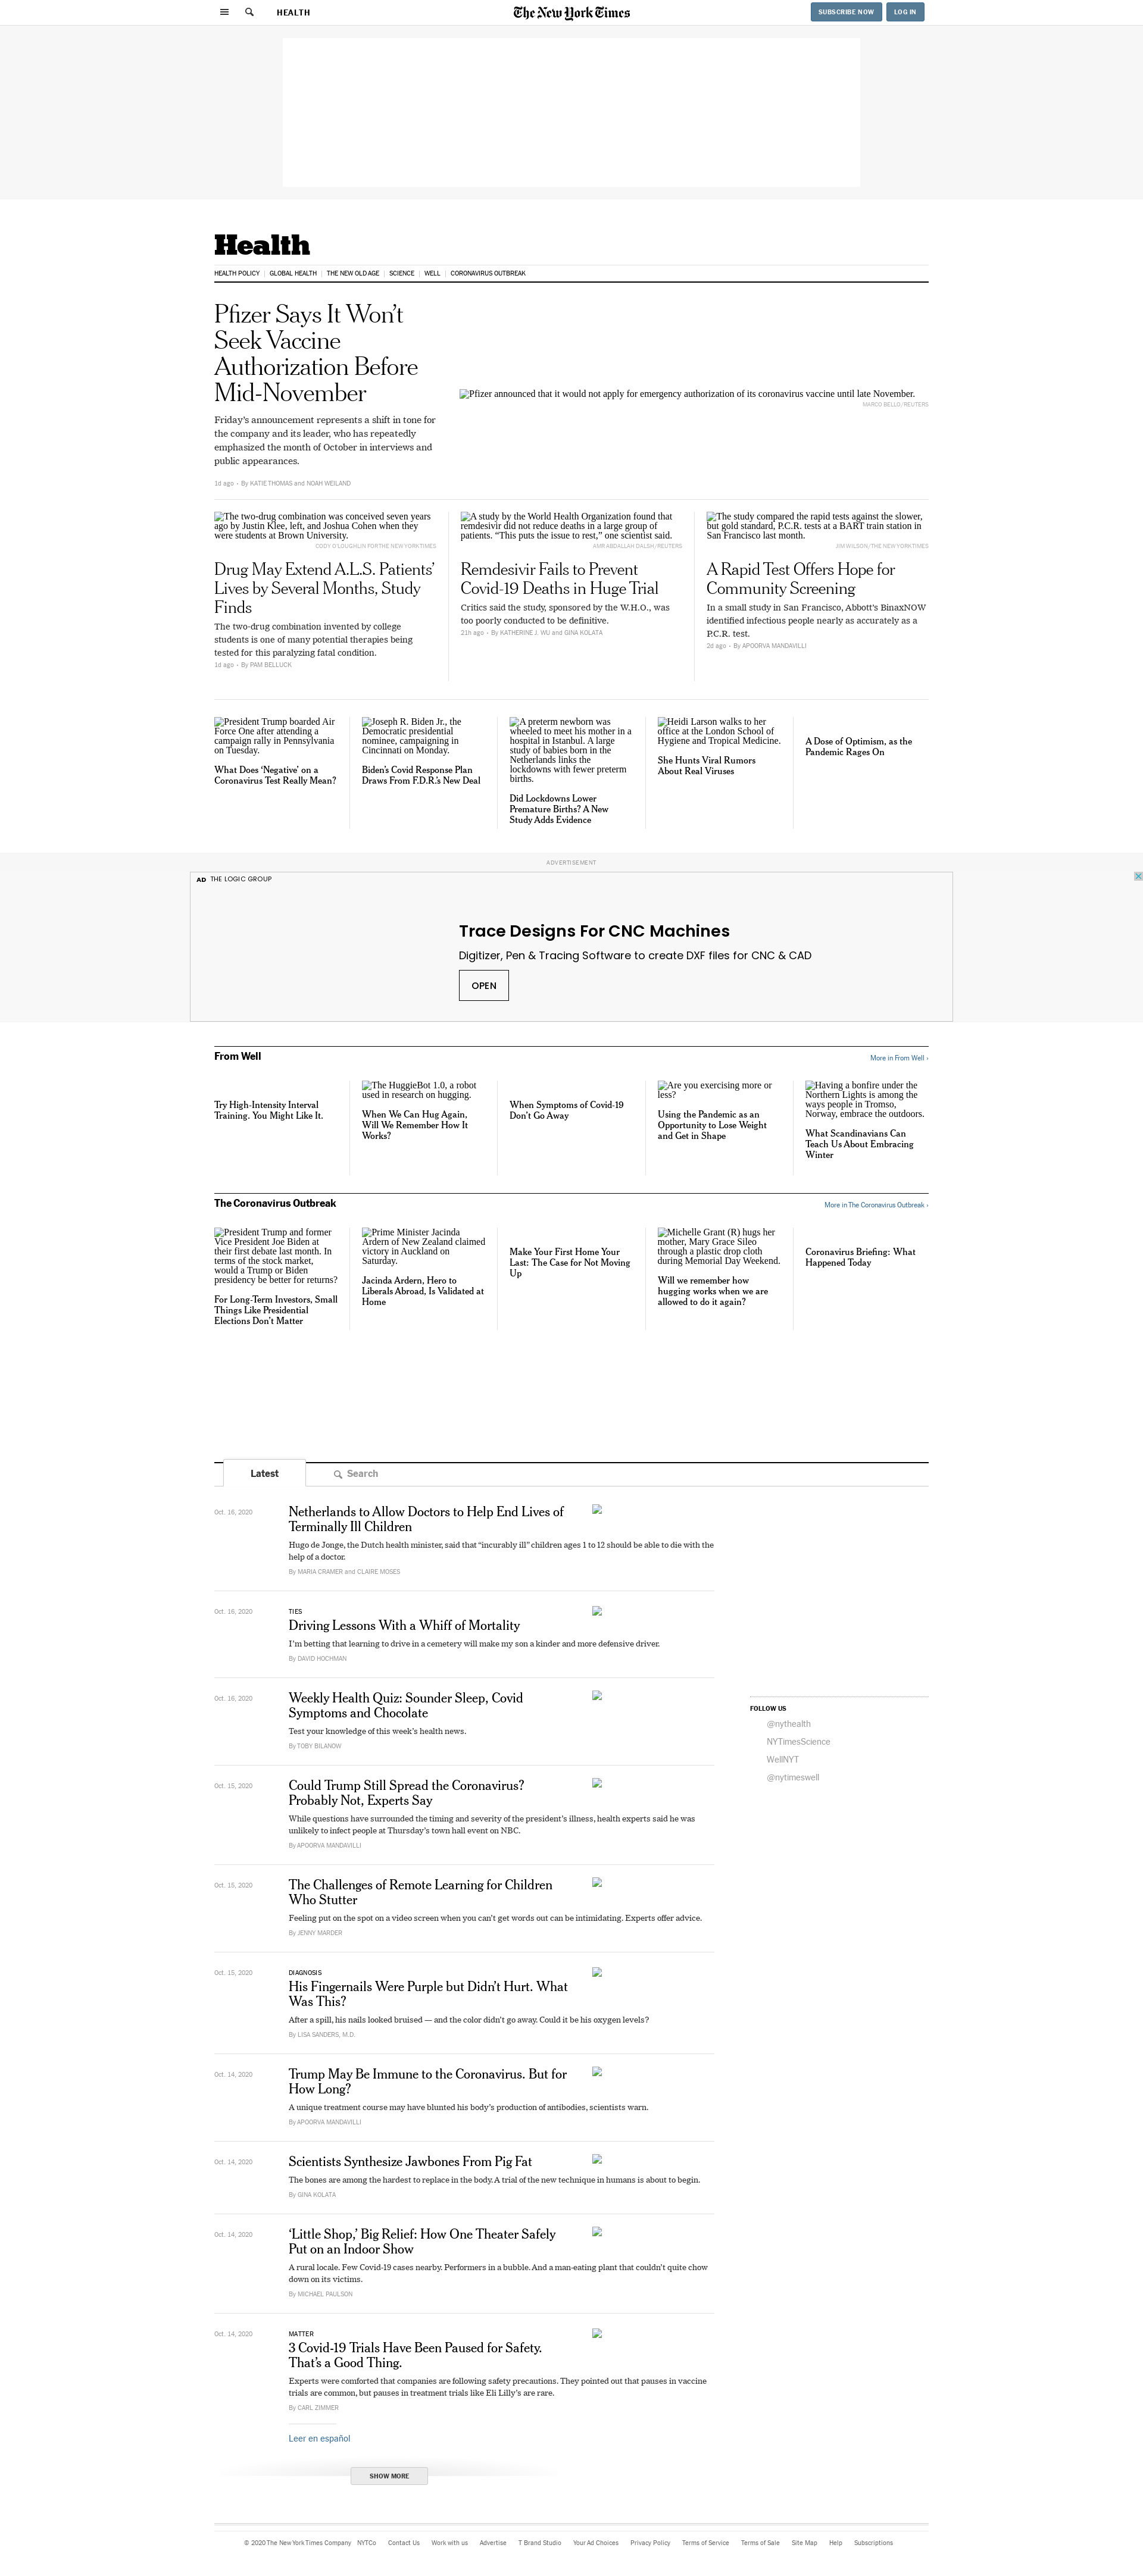 HEALTH
The New York Times
SUBSCRIBE NOW
LOG IN
Health
HEALTH POLICY
GLOBAL HEALTH
THE NEW OLD AGE
SCIENCE
WELL
CORONAVIRUS OUTBREAK
Pfizer Says It Won’t
Seek Vaccine
Authorization Before
Mid-November
Friday’s announcement represents a shift in tone for
the company and its leader, who has repeatedly
emphasized the month of October in interviews and
public appearances.
1d ago • By KATIE THOMAS and NOAH WEILAND
Pfizer announced that it would not apply for emergency authorization of its coronavirus vaccine until late November.
MARCO BELLO/REUTERS
The two-drug combination was conceived seven years
ago by Justin Klee, left, and Joshua Cohen when they
were students at Brown University.
CODY O'LOUGHLIN FOR THE NEW YORK TIMES
Drug May Extend A.L.S. Patients’
Lives by Several Months, Study
Finds
The two-drug combination invented by college
students is one of many potential therapies being
tested for this paralyzing fatal condition.
1d ago • By PAM BELLUCK
A study by the World Health Organization found that
remdesivir did not reduce deaths in a large group of
patients. “This puts the issue to rest,” one scientist said.
AMR ABDALLAH DALSH/REUTERS
Remdesivir Fails to Prevent
Covid-19 Deaths in Huge Trial
Critics said the study, sponsored by the W.H.O., was
too poorly conducted to be definitive.
21h ago • By KATHERINE J. WU and GINA KOLATA
The study compared the rapid tests against the slower,
but gold standard, P.C.R. tests at a BART train station in
San Francisco last month.
JIM WILSON/THE NEW YORK TIMES
A Rapid Test Offers Hope for
Community Screening
In a small study in San Francisco, Abbott's BinaxNOW
identified infectious people nearly as accurately as a
P.C.R. test.
2d ago • By APOORVA MANDAVILLI
President Trump boarded Air
Force One after attending a
campaign rally in Pennsylvania
on Tuesday.
What Does ‘Negative’ on a
Coronavirus Test Really Mean?
Joseph R. Biden Jr., the
Democratic presidential
nominee, campaigning in
Cincinnati on Monday.
Biden’s Covid Response Plan
Draws From F.D.R.’s New Deal
A preterm newborn was
wheeled to meet his mother in a
hospital in Istanbul. A large
study of babies born in the
Netherlands links the
lockdowns with fewer preterm
births.
Did Lockdowns Lower
Premature Births? A New
Study Adds Evidence
Heidi Larson walks to her
office at the London School of
Hygiene and Tropical Medicine.
She Hunts Viral Rumors
About Real Viruses
A Dose of Optimism, as the
Pandemic Rages On
ADVERTISEMENT
AD THE LOGIC GROUP
Trace Designs For CNC Machines
Digitizer, Pen & Tracing Software to create DXF files for CNC & CAD
OPEN
From Well
More in From Well ›
Try High-Intensity Interval
Training. You Might Like It.
The HuggieBot 1.0, a robot
used in research on hugging.
When We Can Hug Again,
Will We Remember How It
Works?
When Symptoms of Covid-19
Don’t Go Away
Are you exercising more or
less?
Using the Pandemic as an
Opportunity to Lose Weight
and Get in Shape
Having a bonfire under the
Northern Lights is among the
ways people in Tromso,
Norway, embrace the outdoors.
What Scandinavians Can
Teach Us About Embracing
Winter
The Coronavirus Outbreak
More in The Coronavirus Outbreak ›
President Trump and former
Vice President Joe Biden at
their first debate last month. In
terms of the stock market,
would a Trump or Biden
presidency be better for returns?
For Long-Term Investors, Small
Things Like Presidential
Elections Don’t Matter
Prime Minister Jacinda
Ardern of New Zealand claimed
victory in Auckland on
Saturday.
Jacinda Ardern, Hero to
Liberals Abroad, Is Validated at
Home
Make Your First Home Your
Last: The Case for Not Moving
Up
Michelle Grant (R) hugs her
mother, Mary Grace Sileo
through a plastic drop cloth
during Memorial Day Weekend.
Will we remember how
hugging works when we are
allowed to do it again?
Coronavirus Briefing: What
Happened Today
Latest
Search
Oct. 16, 2020
Netherlands to Allow Doctors to Help End Lives of
Terminally Ill Children
Hugo de Jonge, the Dutch health minister, said that “incurably ill” children ages 1 to 12 should be able to die with the
help of a doctor.
By MARIA CRAMER and CLAIRE MOSES
Oct. 16, 2020
TIES
Driving Lessons With a Whiff of Mortality
I’m betting that learning to drive in a cemetery will make my son a kinder and more defensive driver.
By DAVID HOCHMAN
Oct. 16, 2020
Weekly Health Quiz: Sounder Sleep, Covid
Symptoms and Chocolate
Test your knowledge of this week’s health news.
By TOBY BILANOW
FOLLOW US
@nythealth
NYTimesScience
WellNYT
@nytimeswell
Oct. 15, 2020
Could Trump Still Spread the Coronavirus?
Probably Not, Experts Say
While questions have surrounded the timing and severity of the president’s illness, health experts said he was
unlikely to infect people at Thursday’s town hall event on NBC.
By APOORVA MANDAVILLI
Oct. 15, 2020
The Challenges of Remote Learning for Children
Who Stutter
Feeling put on the spot on a video screen when you can’t get words out can be intimidating. Experts offer advice.
By JENNY MARDER
Oct. 15, 2020
DIAGNOSIS
His Fingernails Were Purple but Didn’t Hurt. What
Was This?
After a spill, his nails looked bruised — and the color didn’t go away. Could it be his oxygen levels?
By LISA SANDERS, M.D.
Oct. 14, 2020
Trump May Be Immune to the Coronavirus. But for
How Long?
A unique treatment course may have blunted his body’s production of antibodies, scientists warn.
By APOORVA MANDAVILLI
Oct. 14, 2020
Scientists Synthesize Jawbones From Pig Fat
The bones are among the hardest to replace in the body. A trial of the new technique in humans is about to begin.
By GINA KOLATA
Oct. 14, 2020
‘Little Shop,’ Big Relief: How One Theater Safely
Put on an Indoor Show
A rural locale. Few Covid-19 cases nearby. Performers in a bubble. And a man-eating plant that couldn’t quite chow
down on its victims.
By MICHAEL PAULSON
Oct. 14, 2020
MATTER
3 Covid-19 Trials Have Been Paused for Safety.
That’s a Good Thing.
Experts were comforted that companies are following safety precautions. They pointed out that pauses in vaccine
trials are common, but pauses in treatment trials like Eli Lilly’s are rare.
By CARL ZIMMER
Leer en español
SHOW MORE
© 2020 The New York Times Company
NYTCo
Contact Us
Work with us
Advertise
T Brand Studio
Your Ad Choices
Privacy Policy
Terms of Service
Terms of Sale
Site Map
Help
Subscriptions